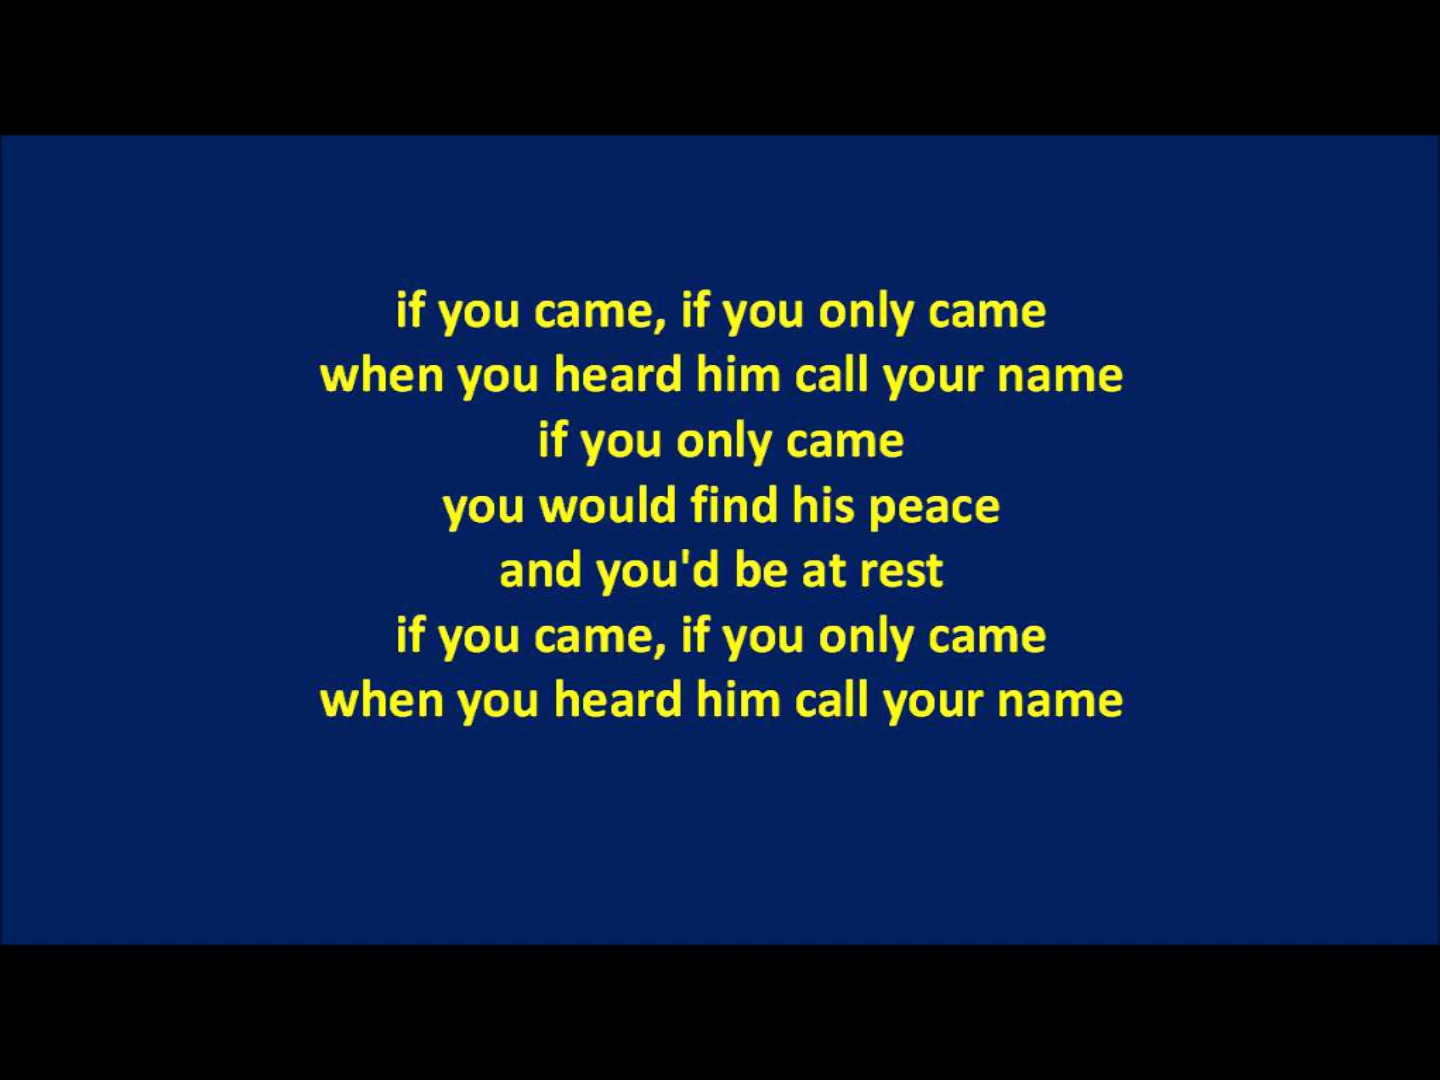 if you came, if you only came
when you heard him call your name
if you only came
you would find his peace
and you'd be at rest
if you came, if you only came
when you heard him call your name